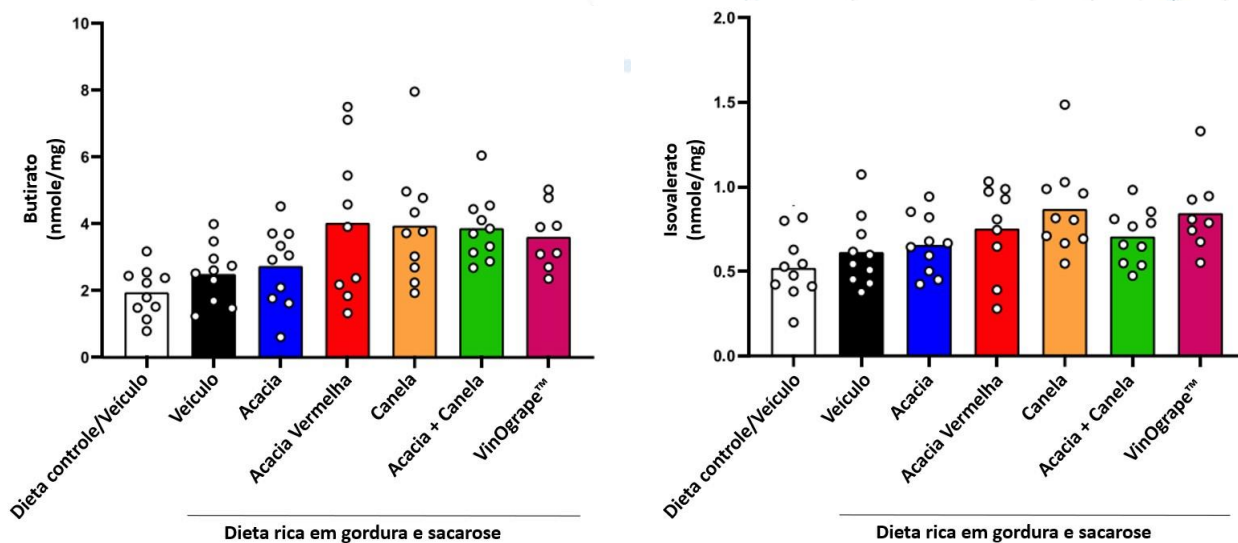 Butirato
(nmole/mg)
10
8
6
4
2
0
Dieta controle/Veículo
Veículo
Acacia
Acacia Vermelha
Canela
Acacia + Canela
VinOgrape™
Dieta rica em gordura e sacarose
Isovalerato
(nmole/mg)
2.0
1.5
1.0
0.5
0.0
Dieta controle/Veículo
Veículo
Acacia
Acacia Vermelha
Canela
Acacia + Canela
VinOgrape™
Dieta rica em gordura e sacarose